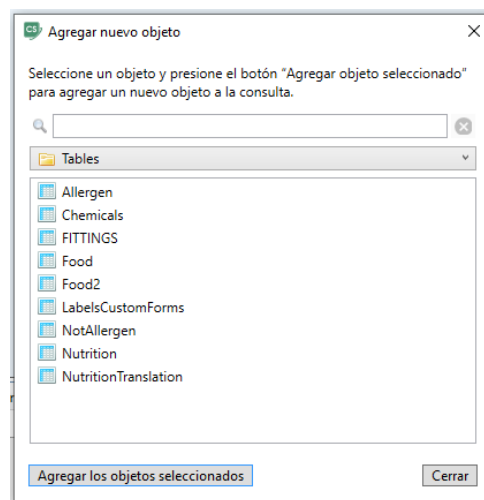 CS Agregar nuevo objeto
Seleccione un objeto y presione el botón “Agregar objeto seleccionado”
para agregar un nuevo objeto a la consulta.
Tables
Allergen
Chemicals
FITTINGS
Food
Food2
LabelsCustomForms
NotAllergen
Nutrition
NutritionTranslation
Agregar los objetos seleccionados
Cerrar